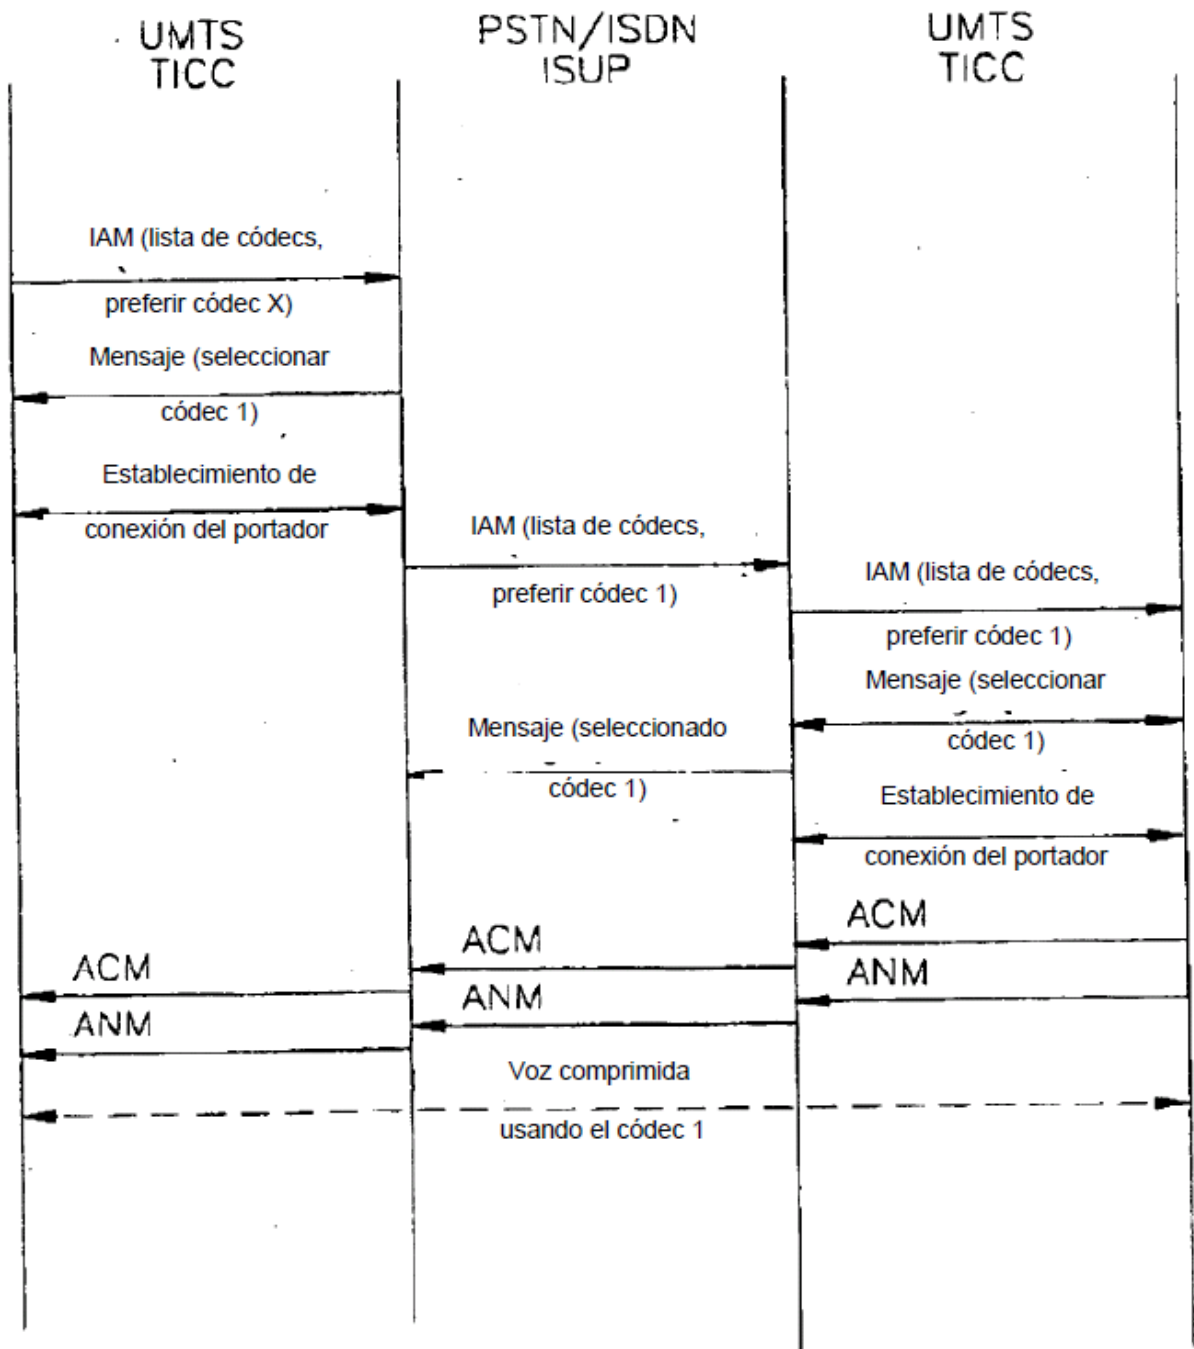 UMTS
TICC
PSTN/ISDN
ISUP
UMTS
TICC
IAM (lista de códecs,
preferir códec X)
Mensaje (seleccionar
códec 1)
Establecimiento de
conexión del portador
IAM (lista de códecs,
preferir códec 1)
IAM (lista de códecs,
preferir códec 1)
Mensaje (seleccionar
códec 1)
Mensaje (seleccionado
códec 1)
Establecimiento de
conexión del portador
ACM
ACM
ACM
ANM
ANM
ANM
Voz comprimida
usando el códec 1